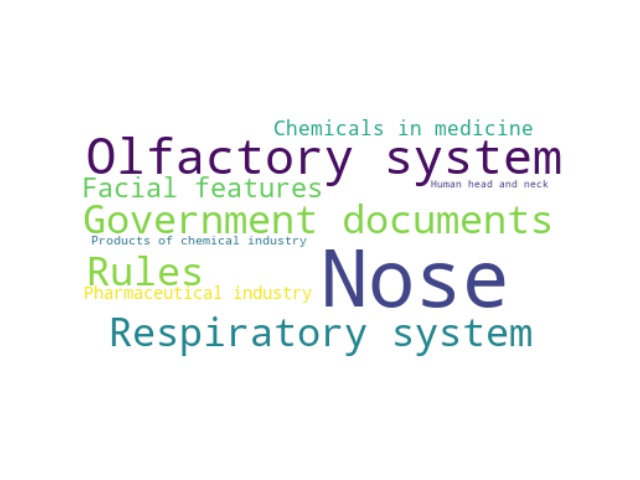 Chemicals in medicine
Olfactory system
Human head and neck
Facial features
Government documents
Products of chemical industry
Nose
Rules
Pharmaceutical industry
Respiratory system